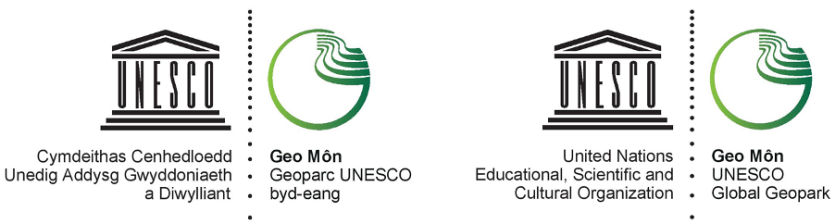 UNESCO
Cymdeithas Cenhedloedd
Unedig Addysg Gwyddoniaeth
a Diwylliant
Geo Môn
Geoparc UNESCO
byd-eang
UNESCO
United Nations
Educational, Scientific and
Cultural Organization
Geo Môn
UNESCO
Global Geopark